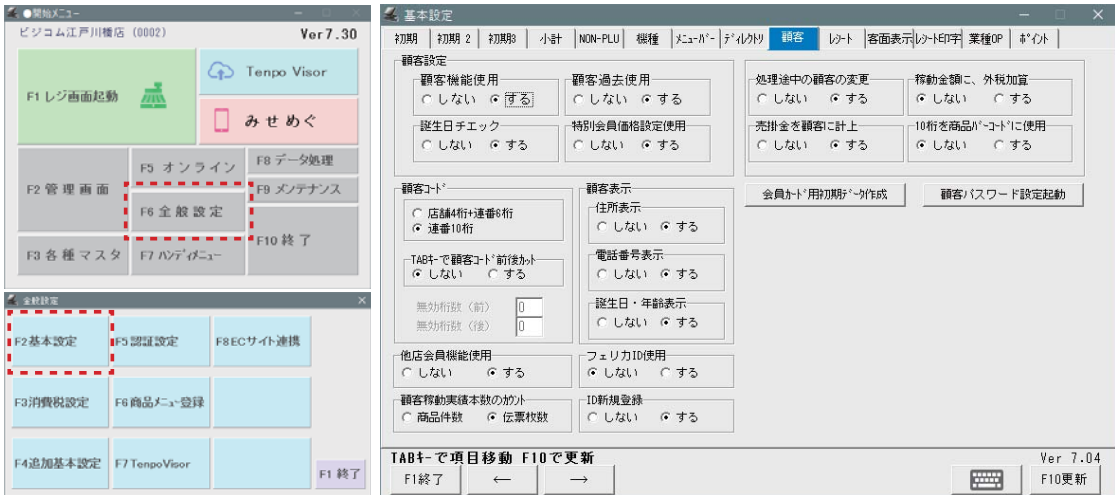 ●開始メニュー
ビジコム江戸川橋店 (0002)
Ver7.30
F1 レジ画面起動
Tenpo Visor
みせめぐ
F2 管理画面
F5 オンライン
F8 データ処理
F6 全般設定
F9 メンテナンス
F3 各種マスタ
F7 ハンディメニュー
F10 終了
全般設定
F2基本設定
F5 認証設定
F8ECサイト連携
F3消費税設定
F6 商品メニュー登録
F4追加基本設定
F7 TenpoVisor
F1 終了
基本設定
初期
初期 2
初期3
小計
NON-PLU
機種
メニューバー
ディレクトリ
顧客
レシート
客面表示
レシート印字
業種OP
ポイント
顧客設定
顧客機能使用
しない する
顧客過去使用
しない する
誕生日チェック
しない する
特別会員価格設定使用
しない する
処理途中の顧客の変更
しない する
稼動金額に、外税加算
しない する
売掛金を顧客に計上
しない する
10桁を商品バーコードに使用
しない する
顧客コード
店舗4桁+連番6桁
連番10桁
TABキーで顧客コード前後カット
しない する
無効桁数 (前) 0
無効桁数 (後) 0
顧客表示
住所表示
しない する
電話番号表示
しない する
誕生日・年齢表示
しない する
会員カード用初期データ作成
顧客パスワード設定起動
他店会員機能使用
しない する
フェリカID使用
しない する
顧客稼動実績本数のカウント
商品件数 伝票枚数
ID新規登録
しない する
TABキーで項目移動 F10で更新
Ver 7.04
F1終了
←
→
F10更新